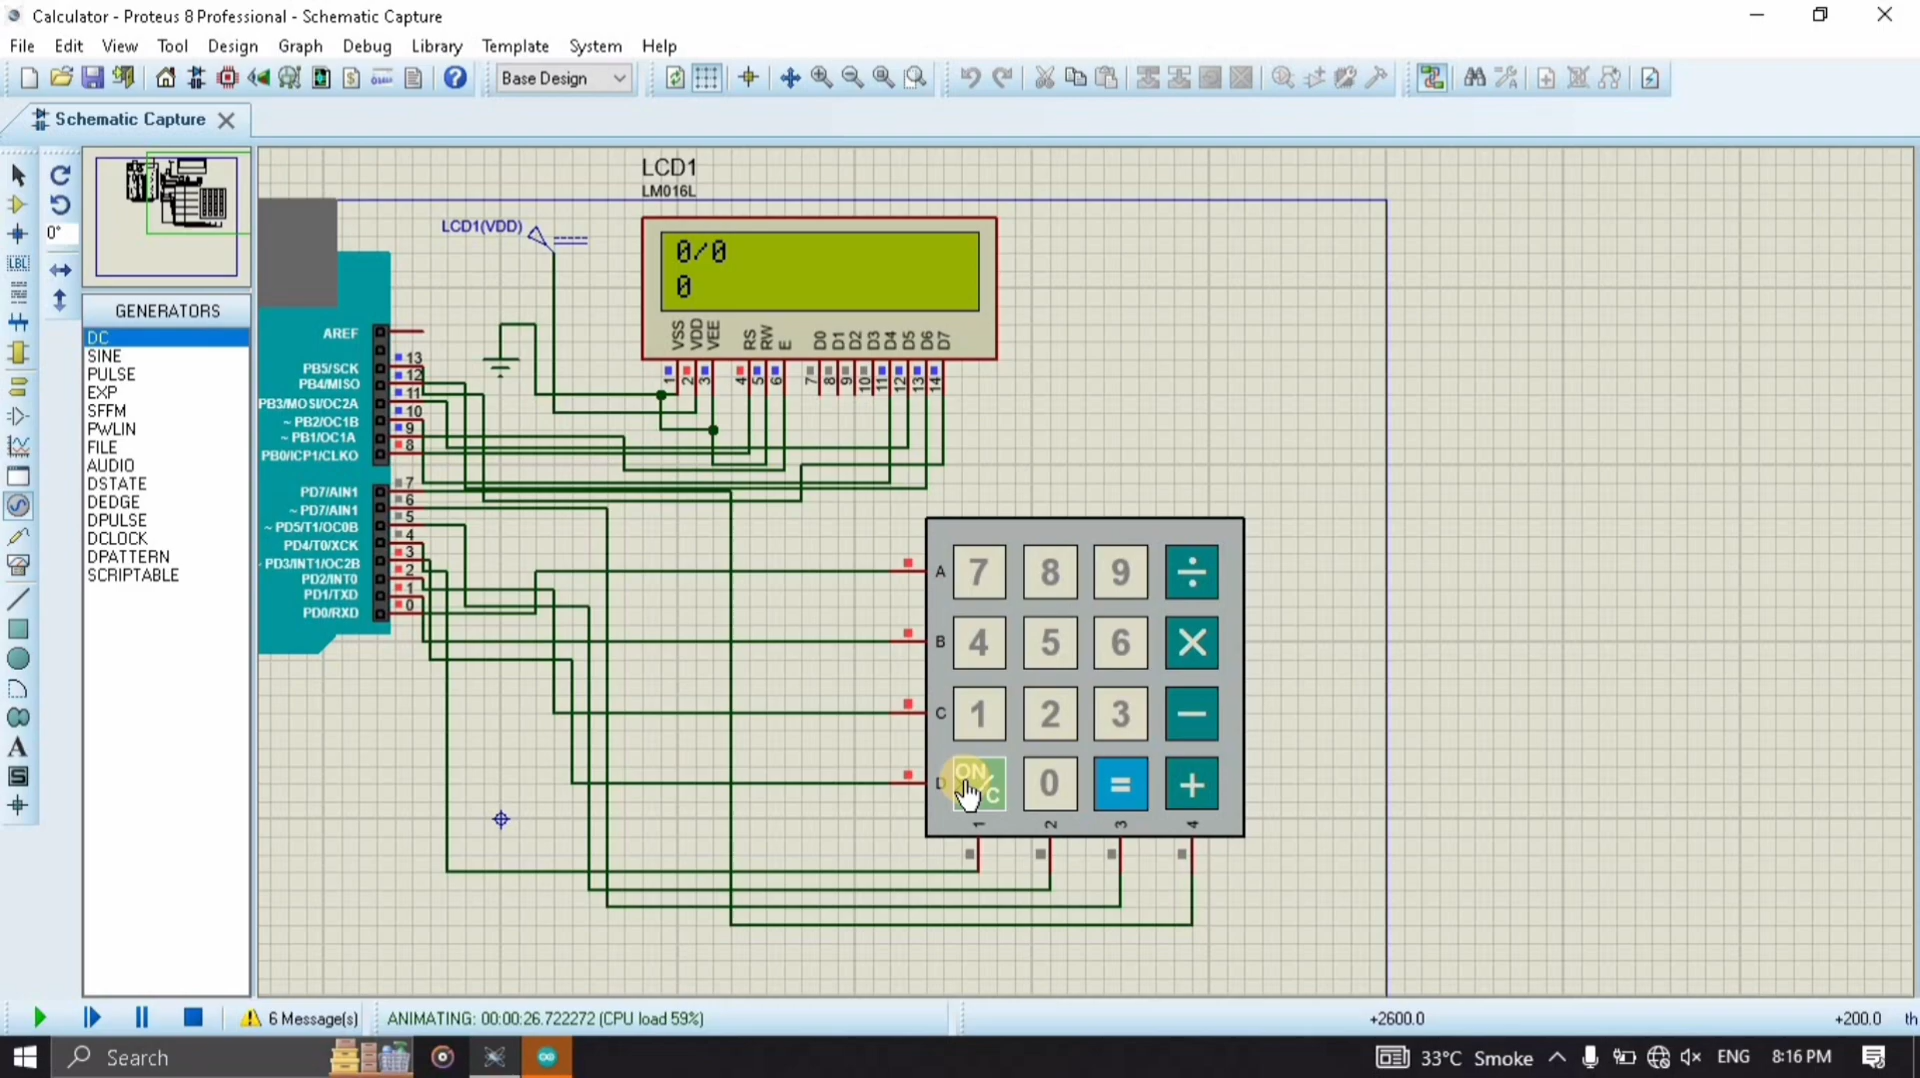 Calculator - Proteus 8 Professional - Schematic Capture
File Edit View Tool Design Graph Debug Library Template System Help
Base Design
Schematic Capture
0°
LBL
GENERATORS
DC
SINE
PULSE
EXP
SFFM
PWLIN
FILE
AUDIO
DSTATE
DEDGE
DPULSE
DCLOCK
DPATTERN
SCRIPTABLE
LCD1
LM016L
LCD1(VDD)
0/0
0
VSS VDD VEE RS RW E D0 D1 D2 D3 D4 D5 D6 D7
1 2 3 4 5 6 7 8 9 10 11 12 13 14
AREF
13
PB5/SCK 12
PB4/MISO 11
PB3/MOSI/OC2A 10
~ PB2/OC1B 9
~ PB1/OC1A 8
PB0/ICP1/CLKO
7
PD7/AIN1 6
~ PD7/AIN1 5
~ PD5/T1/OC0B 4
PD4/T0/XCK 3
PD3/INT1/OC2B 2
PD2/INT0 1
PD1/TXD 0
PD0/RXD
A 7 8 9 ÷
B 4 5 6 ×
C 1 2 3 −
D ON/C 0 = +
1 2 3 4
6 Message(s) ANIMATING: 00:00:26.722272 (CPU load 59%) +2600.0 +200.0 th
Search 33°C Smoke ENG 8:16 PM